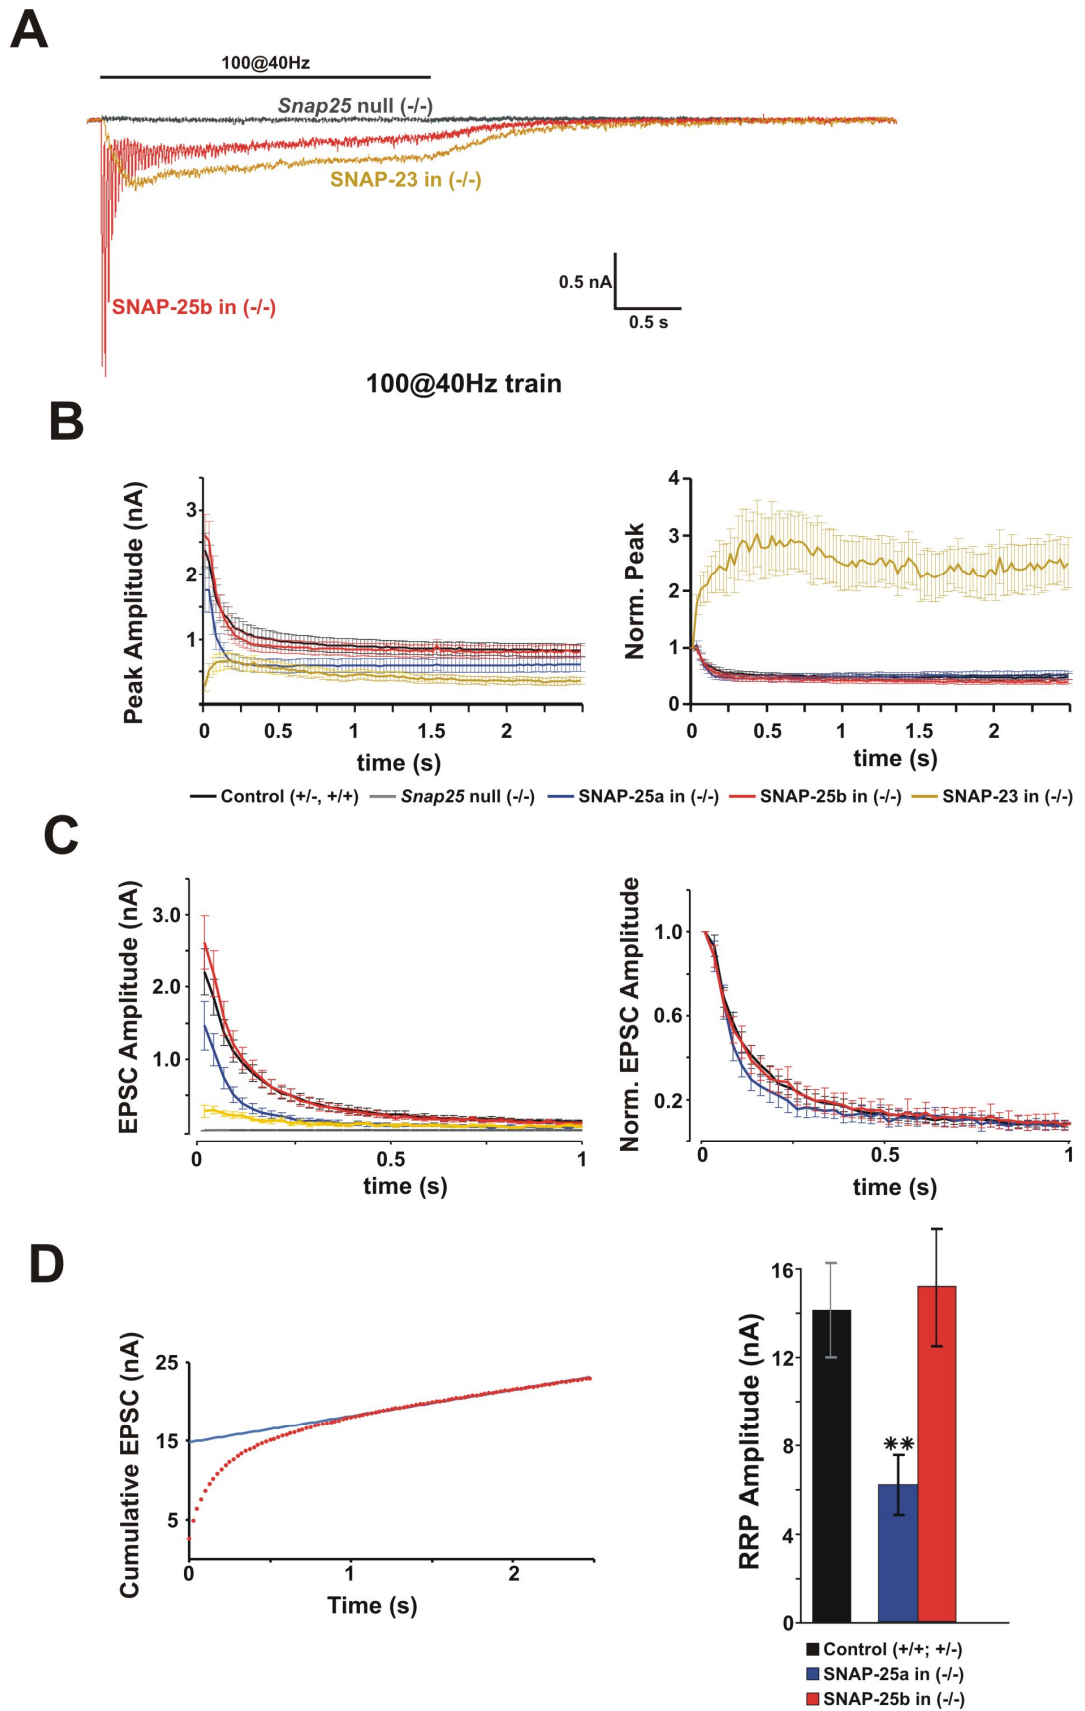 A
100@40Hz
Snap25 null (-/-)
SNAP-23 in (-/-)
SNAP-25b in (-/-)
0.5 nA
0.5 s
100@40Hz train
B
Peak Amplitude (nA)
3
2
1
0 0.5 1 1.5 2
time (s)
Norm. Peak
4
3
2
1
0
0 0.5 1 1.5 2
time (s)
Control (+/-, +/+) Snap25 null (-/-) SNAP-25a in (-/-) SNAP-25b in (-/-) SNAP-23 in (-/-)
C
EPSC Amplitude (nA)
3.0
2.0
1.0
0 0.5 1
time (s)
Norm. EPSC Amplitude
1.0
0.6
0.2
0 0.5 1
time (s)
D
Cumulative EPSC (nA)
25
15
5
0 1 2
Time (s)
RRP Amplitude (nA)
16
12
8
4
0
**
Control (+/+; +/-)
SNAP-25a in (-/-)
SNAP-25b in (-/-)